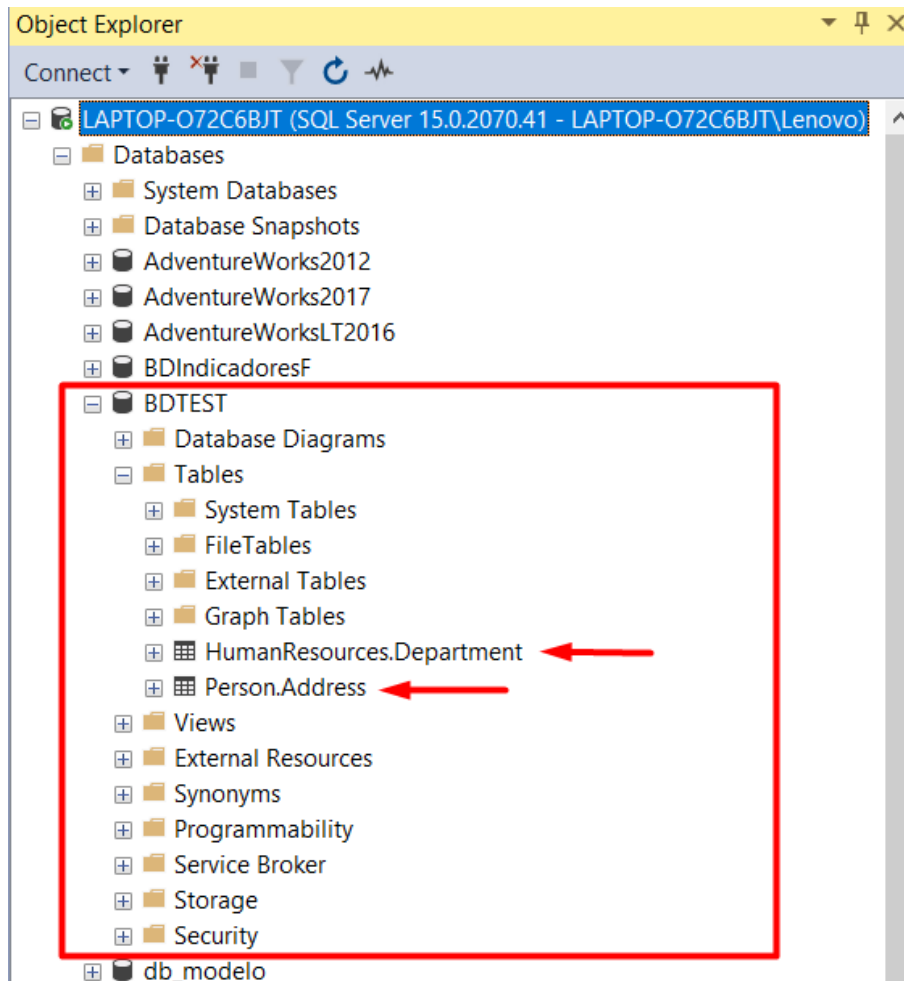 Object Explorer
Connect
LAPTOP-O72C6BJT (SQL Server 15.0.2070.41 - LAPTOP-O72C6BJT\Lenovo)
Databases
System Databases
Database Snapshots
AdventureWorks2012
AdventureWorks2017
AdventureWorksLT2016
BDIndicadoresF
BDTEST
Database Diagrams
Tables
System Tables
FileTables
External Tables
Graph Tables
HumanResources.Department
Person.Address
Views
External Resources
Synonyms
Programmability
Service Broker
Storage
Security
db_modelo